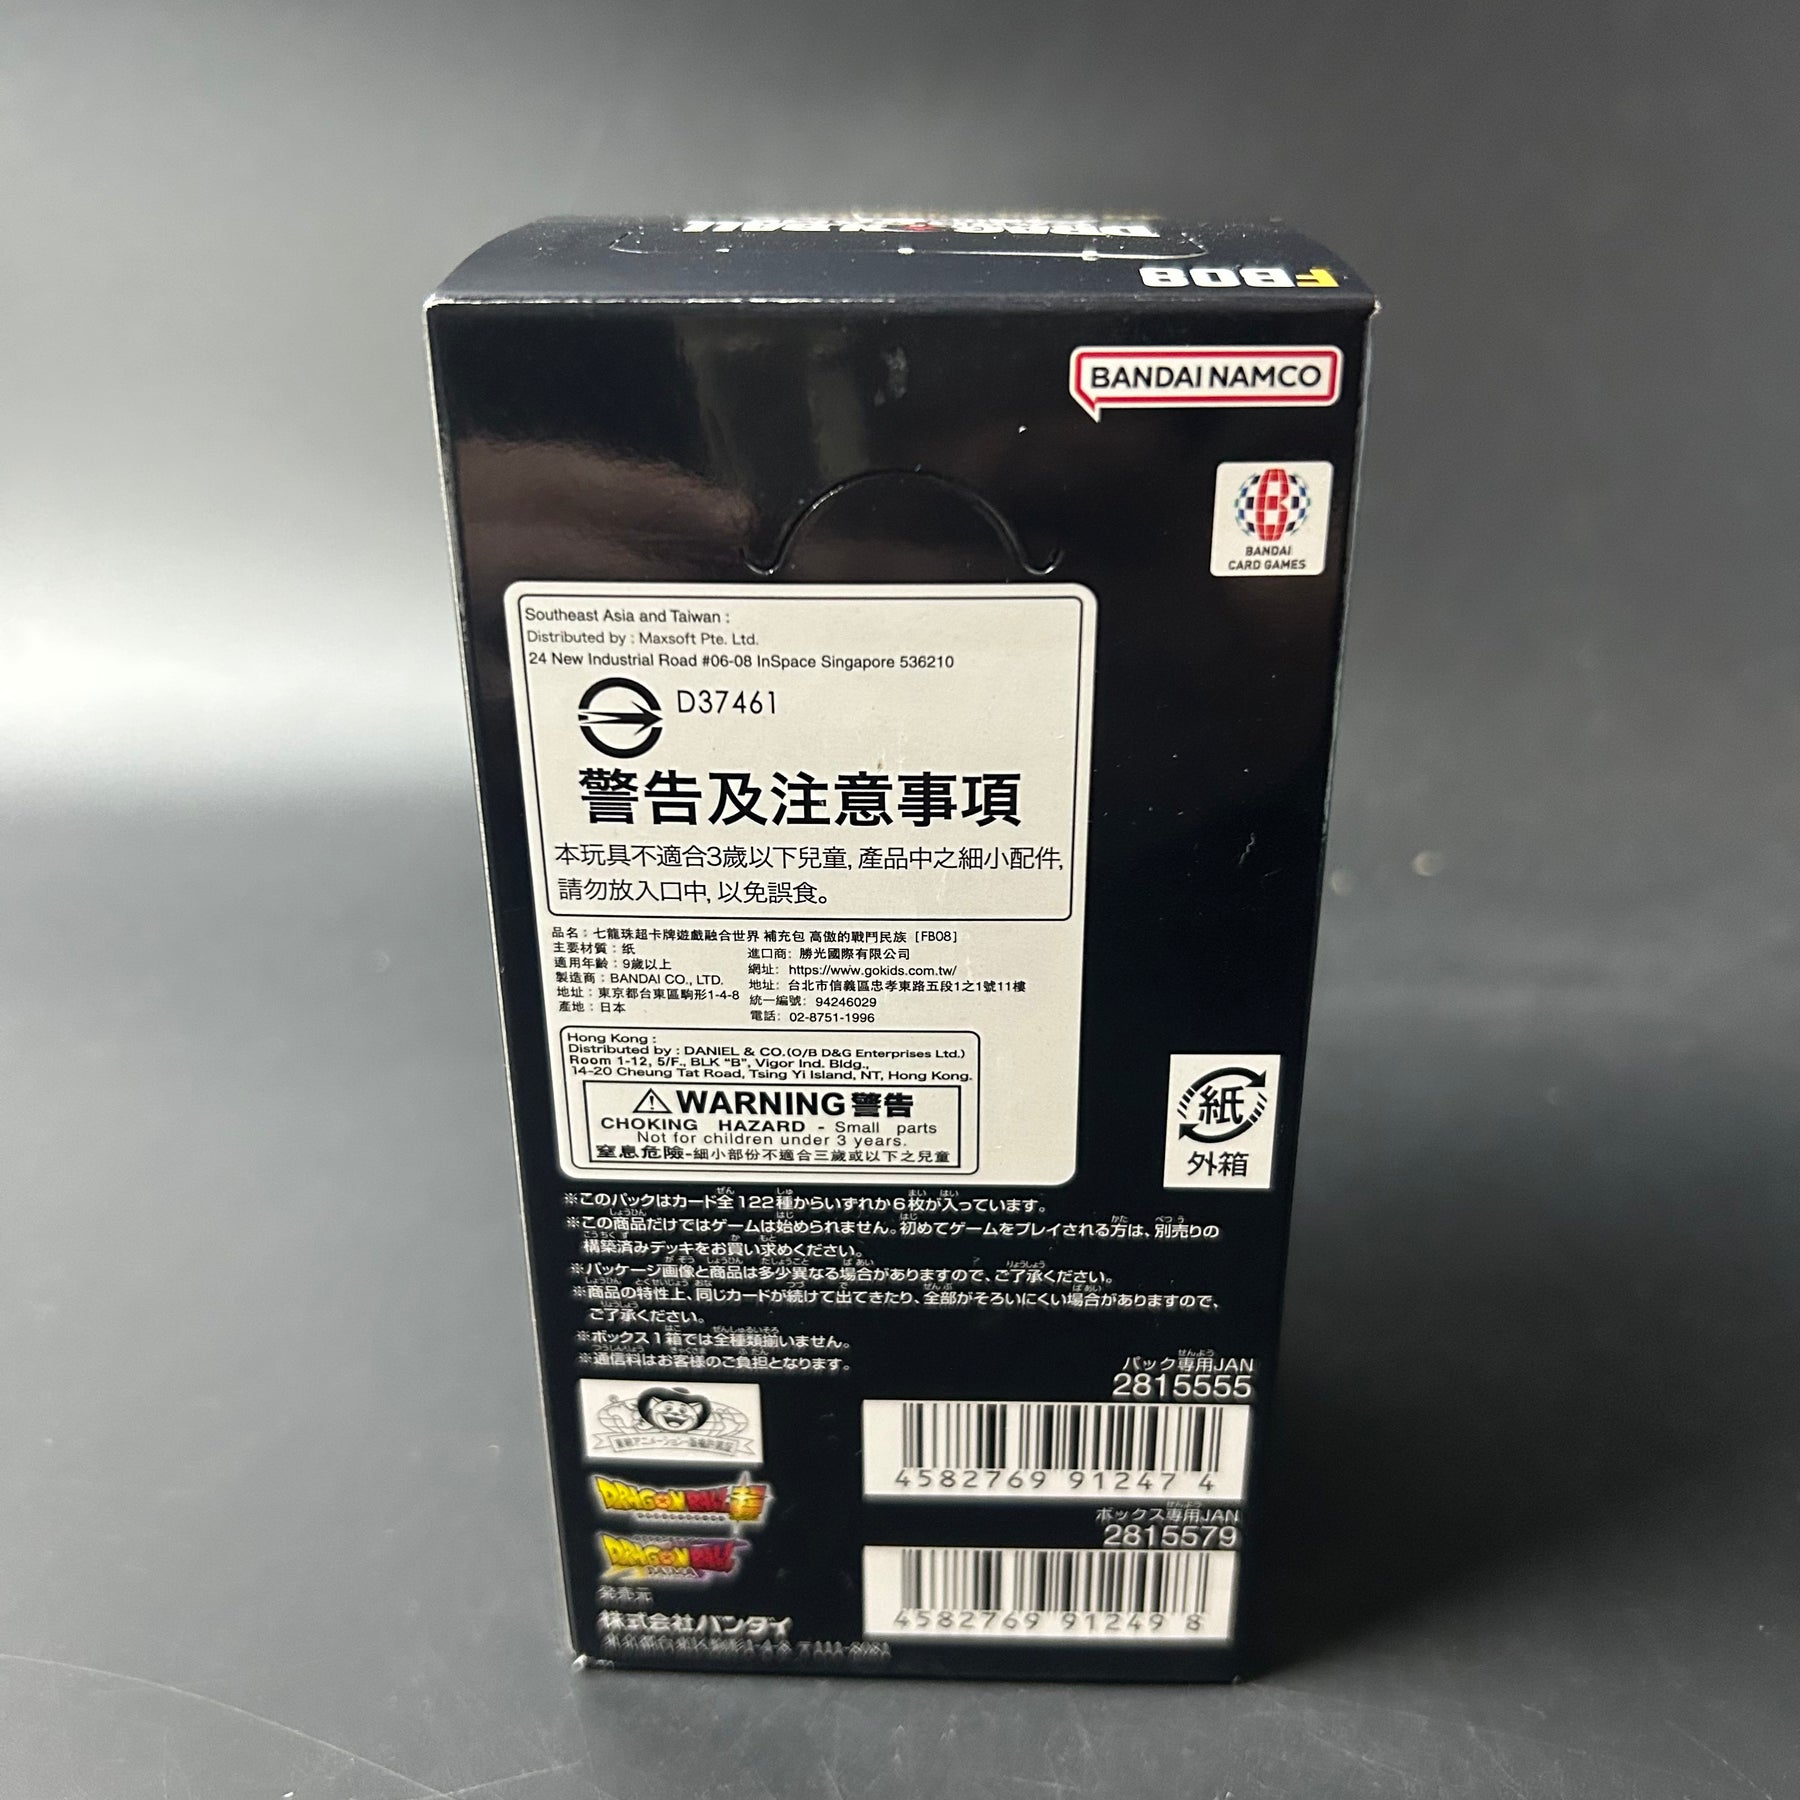 FB08
BANDAI NAMCO
BANDAI
CARD GAMES
Southeast Asia and Taiwan :
Distributed by : Maxsoft Pte. Ltd.
24 New Industrial Road #06-08 InSpace Singapore 536210
D37461
警告及注意事項
本玩具不適合3歲以下兒童, 產品中之細小配件,
請勿放入口中, 以免誤食。
品名：七龍珠超卡牌遊戲融合世界 補充包 高傲的戰鬥民族 [FB08]
主要材質：紙
適用年齡：9歲以上
製造商：BANDAI CO., LTD.
地址：東京都台東區駒形1-4-8
產地：日本
進口商: 勝光國際有限公司
網址: https://www.gokids.com.tw/
地址: 台北市信義區忠孝東路五段1之1號11樓
統一編號: 94246029
電話: 02-8751-1996
Hong Kong :
Distributed by : DANIEL & CO.(O/B D&G Enterprises Ltd.)
Room 1-12, 5/F., BLK “B”, Vigor Ind. Bldg.,
14-20 Cheung Tat Road, Tsing Yi Island, NT, Hong Kong.
WARNING 警告
CHOKING HAZARD - Small parts
Not for children under 3 years.
窒息危險-細小部份不適合三歲或以下之兒童
紙
外箱
※このパックはカード全122種からいずれか6枚が入っています。
※この商品だけではゲームは始められません。初めてゲームをプレイされる方は、別売りの
構築済みデッキをお買い求めください。
※パッケージ画像と商品は多少異なる場合がありますので、ご了承ください。
※商品の特性上、同じカードが続けて出てきたり、全部がそろいにくい場合がありますので、
ご了承ください。
※ボックス1箱では全種類揃いません。
※通信料はお客様のご負担となります。
パック専用JAN
2815555
4582769 91247 4
ボックス専用JAN
2815579
4582769 91249 8
DRAGON BALL 超
DRAGON BALL
発売元
株式会社バンダイ